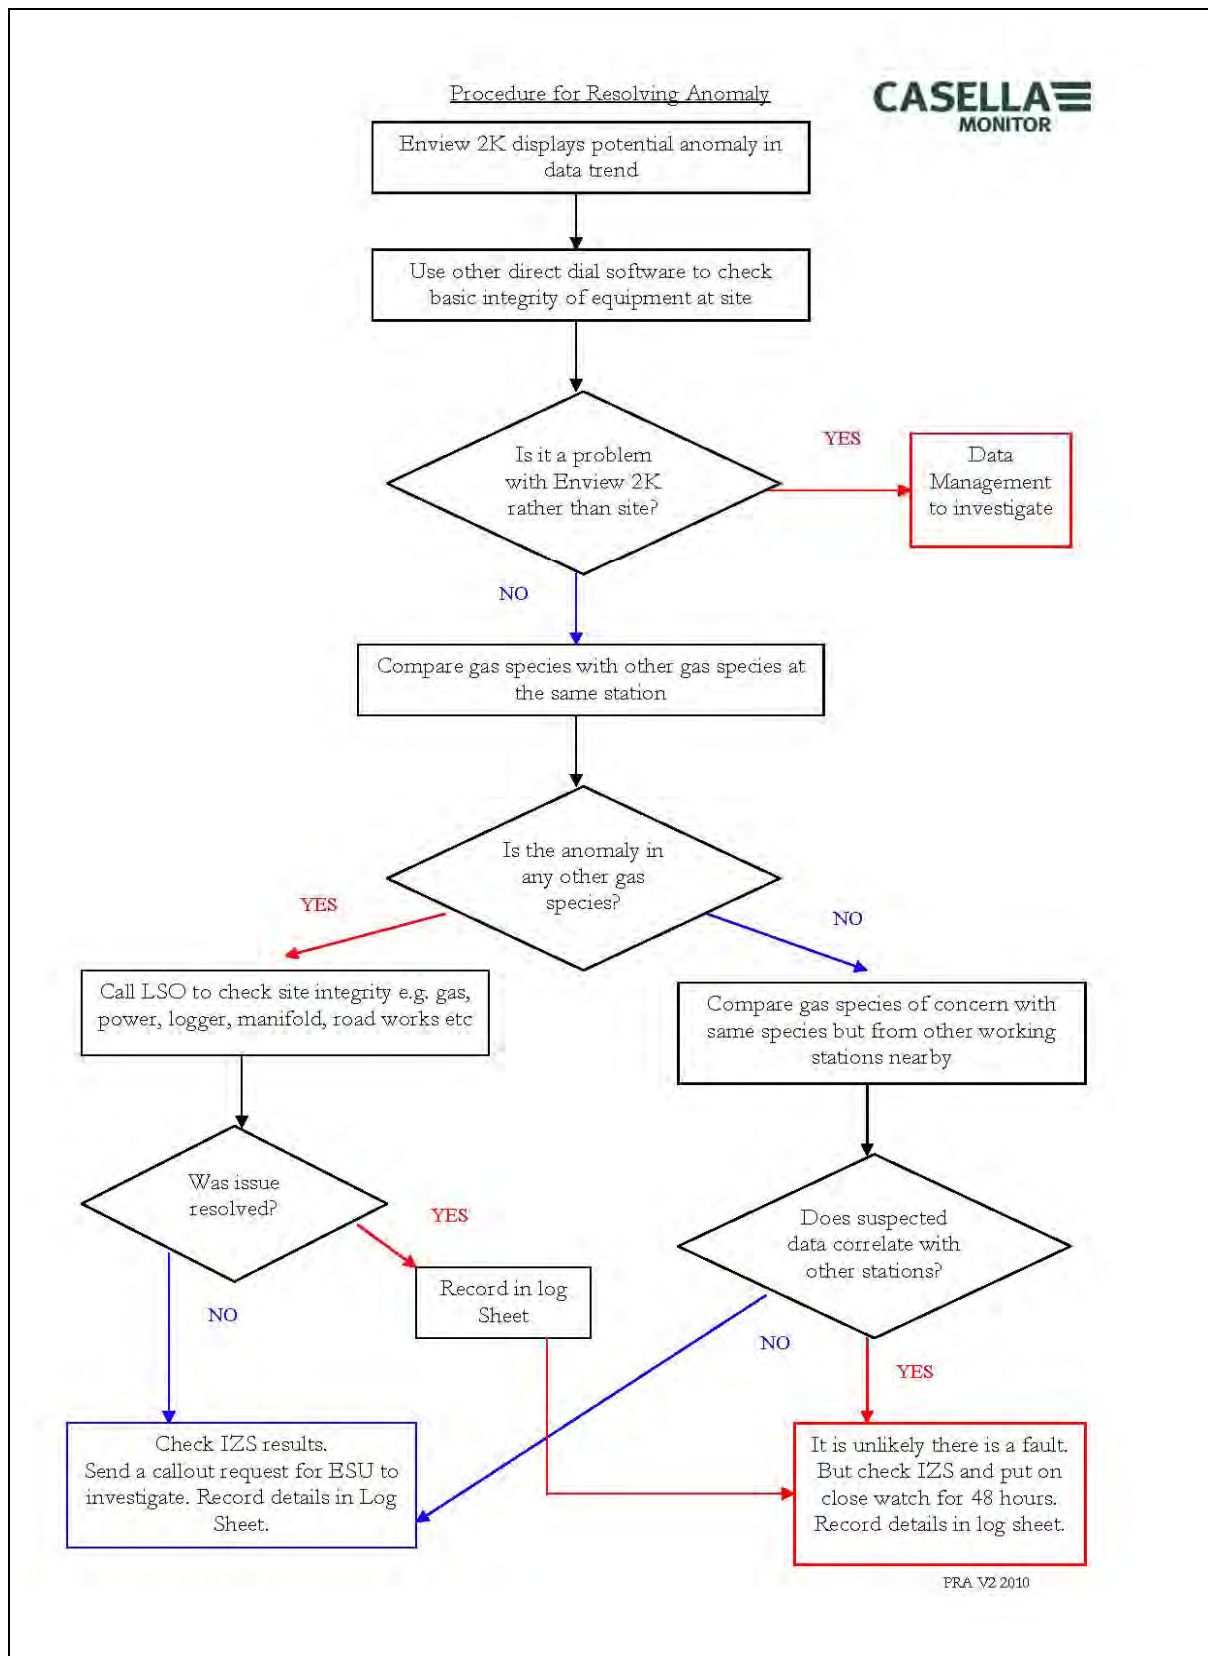 Procedure for Resolving Anomaly
CASELLA
MONITOR
Enview 2K displays potential anomaly in
data trend
Use other direct dial software to check
basic integrity of equipment at site
Is it a problem
with Enview 2K
rather than site?
YES
Data
Management
to investigate
NO
Compare gas species with other gas species at
the same station
Is the anomaly in
any other gas
species?
YES
NO
Call LSO to check site integrity e.g. gas,
power, logger, manifold, road works etc
Compare gas species of concern with
same species but from other working
stations nearby
Was issue
resolved?
YES
Does suspected
data correlate with
other stations?
Record in log
Sheet
NO
NO
YES
Check IZS results.
Send a callout request for ESU to
investigate. Record details in Log
Sheet.
It is unlikely there is a fault.
But check IZS and put on
close watch for 48 hours.
Record details in log sheet.
PRA V2 2010